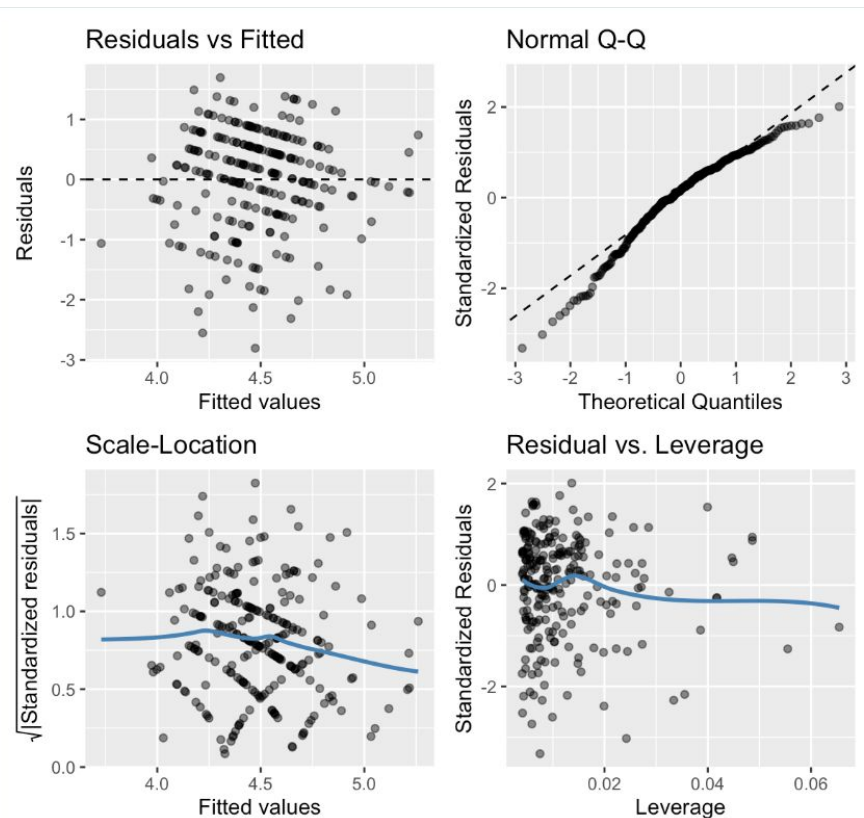 Residuals vs Fitted
Residuals
1
0
-1
-2
-3
4.0 4.5 5.0
Fitted values
Normal Q-Q
Standardized Residuals
2
0
-2
-3 -2 -1 0 1 2 3
Theoretical Quantiles
Scale-Location
√|Standardized residuals|
1.5
1.0
0.5
0.0
4.0 4.5 5.0
Fitted values
Residual vs. Leverage
Standardized Residuals
2
0
-2
0.02 0.04 0.06
Leverage